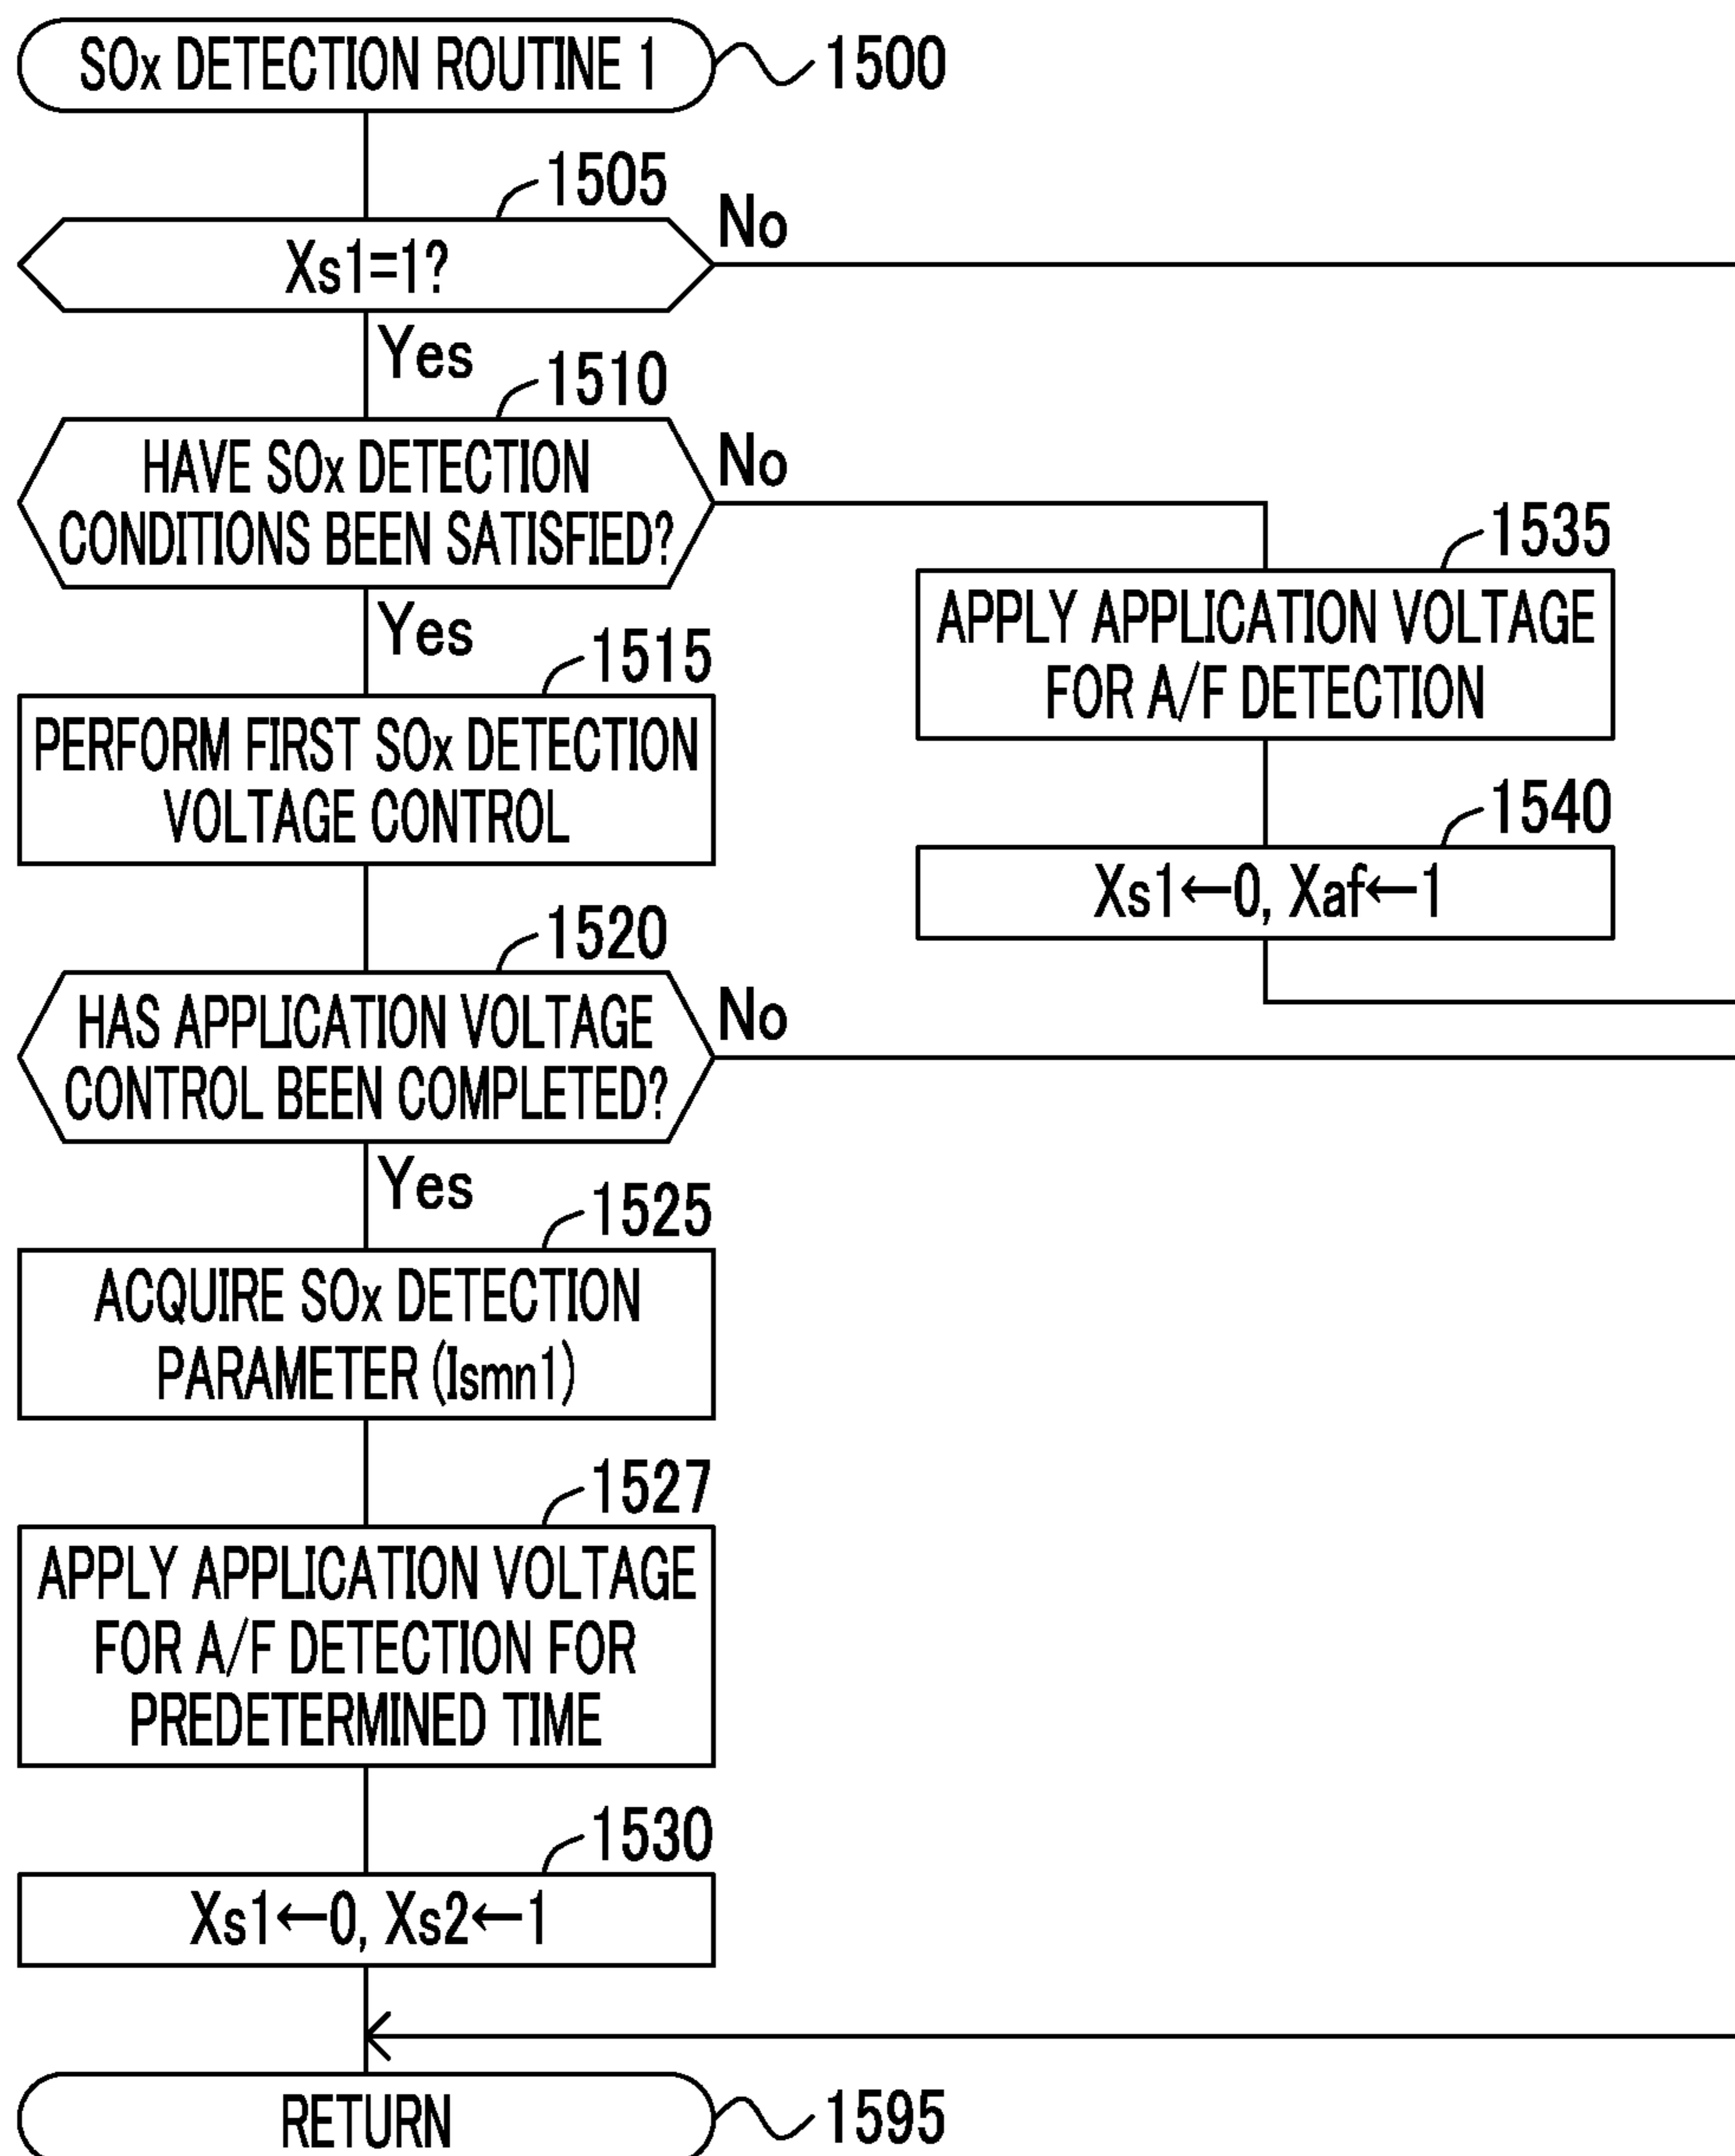 SOx DETECTION ROUTINE 1
1500
1505
Xs1=1?
No
Yes
1510
HAVE SOx DETECTION
CONDITIONS BEEN SATISFIED?
No
1535
APPLY APPLICATION VOLTAGE
FOR A/F DETECTION
Yes
1515
PERFORM FIRST SOx DETECTION
VOLTAGE CONTROL
1540
Xs1←0, Xaf←1
1520
HAS APPLICATION VOLTAGE
CONTROL BEEN COMPLETED?
No
Yes
1525
ACQUIRE SOx DETECTION
PARAMETER (Ismn1)
1527
APPLY APPLICATION VOLTAGE
FOR A/F DETECTION FOR
PREDETERMINED TIME
1530
Xs1←0, Xs2←1
RETURN
1595